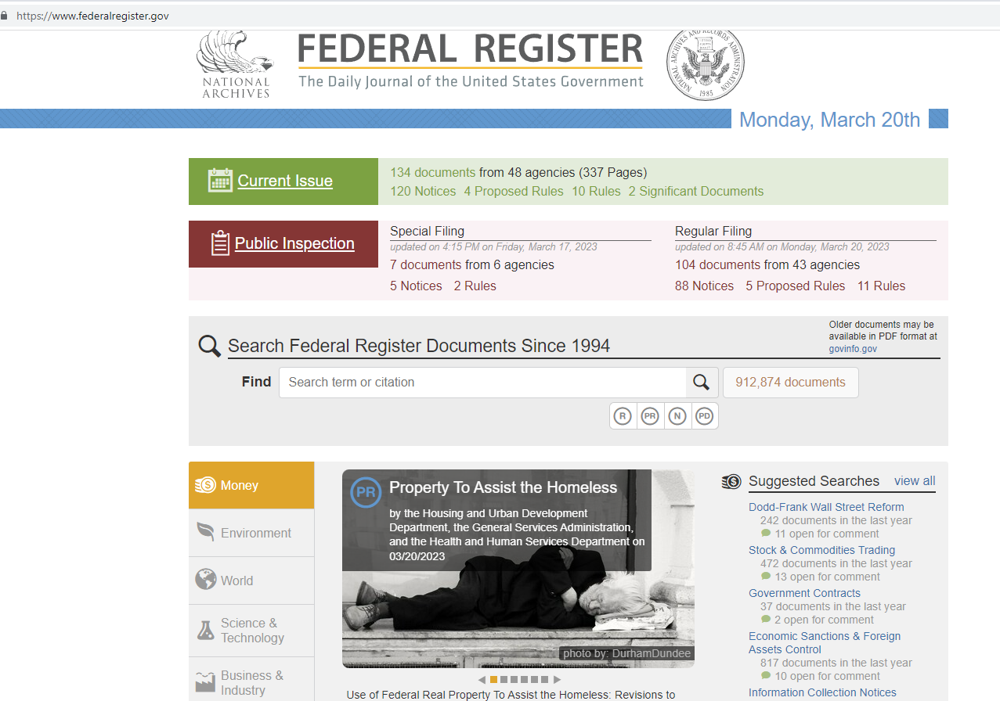 https://www.federalregister.gov
NATIONAL
ARCHIVES
FEDERAL REGISTER
The Daily Journal of the United States Government
NATIONAL ARCHIVES AND RECORDS ADMINISTRATION
1985
Monday, March 20th
Current Issue
134 documents from 48 agencies (337 Pages)
120 Notices 4 Proposed Rules 10 Rules 2 Significant Documents
Public Inspection
Special Filing
updated on 4:15 PM on Friday, March 17, 2023
7 documents from 6 agencies
5 Notices 2 Rules
Regular Filing
updated on 8:45 AM on Monday, March 20, 2023
104 documents from 43 agencies
88 Notices 5 Proposed Rules 11 Rules
Search Federal Register Documents Since 1994
Older documents may be
available in PDF format at
govinfo.gov
Find
Search term or citation
912,874 documents
R PR N PD
Money
Environment
World
Science &
Technology
Business &
Industry
PR
Property To Assist the Homeless
by the Housing and Urban Development
Department, the General Services Administration,
and the Health and Human Services Department on
03/20/2023
photo by: DurhamDundee
Use of Federal Real Property To Assist the Homeless: Revisions to
Suggested Searches view all
Dodd-Frank Wall Street Reform
242 documents in the last year
11 open for comment
Stock & Commodities Trading
472 documents in the last year
13 open for comment
Government Contracts
37 documents in the last year
2 open for comment
Economic Sanctions & Foreign
Assets Control
817 documents in the last year
10 open for comment
Information Collection Notices